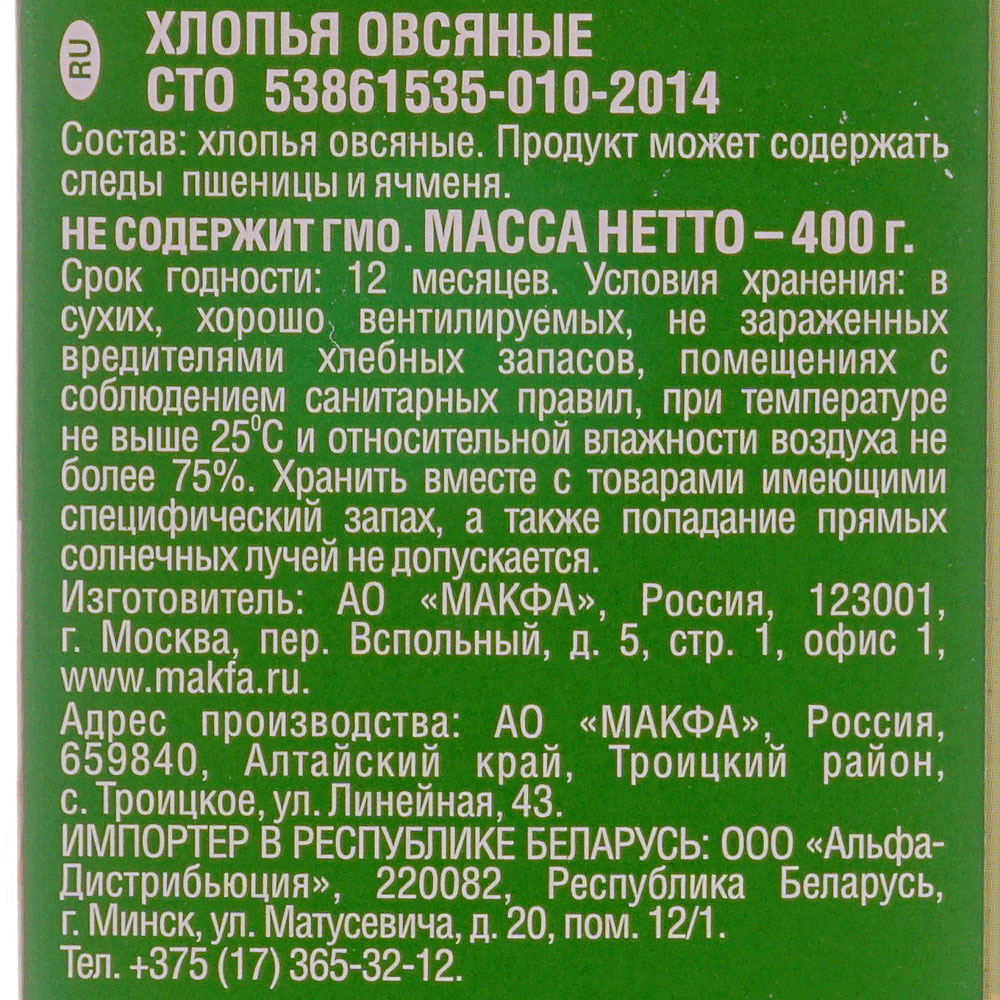 RU
ХЛОПЬЯ ОВСЯНЫЕ
СТО 53861535-010-2014
Состав: хлопья овсяные. Продукт может содержать
следы пшеницы и ячменя.
НЕ СОДЕРЖИТ ГМО. МАССА НЕТТО – 400 г.
Срок годности: 12 месяцев. Условия хранения: в
сухих, хорошо вентилируемых, не зараженных
вредителями хлебных запасов, помещениях с
соблюдением санитарных правил, при температуре
не выше 25⁰С и относительной влажности воздуха не
более 75%. Хранить вместе с товарами имеющими
специфический запах, а также попадание прямых
солнечных лучей не допускается.
Изготовитель: АО «МАКФА», Россия, 123001,
г. Москва, пер. Вспольный, д. 5, стр. 1, офис 1,
www.makfa.ru.
Адрес производства: АО «МАКФА», Россия,
659840, Алтайский край, Троицкий район,
с. Троицкое, ул. Линейная, 43.
ИМПОРТЕР В РЕСПУБЛИКЕ БЕЛАРУСЬ: ООО «Альфа-
Дистрибьюция», 220082, Республика Беларусь,
г. Минск, ул. Матусевича, д. 20, пом. 12/1.
Тел. +375 (17) 365-32-12.